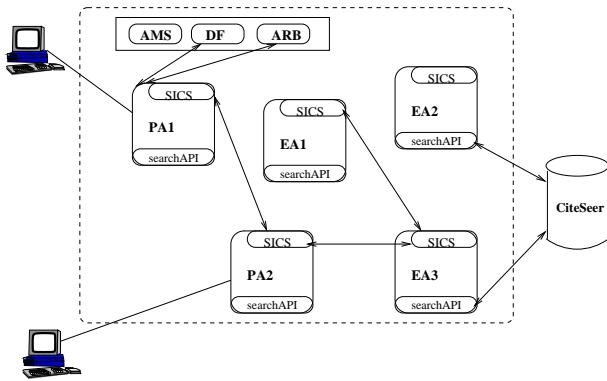 AMS DF ARB
SICS
PA1
searchAPI
SICS
EA1
searchAPI
SICS
EA2
searchAPI
CiteSeer
SICS
PA2
searchAPI
SICS
EA3
searchAPI